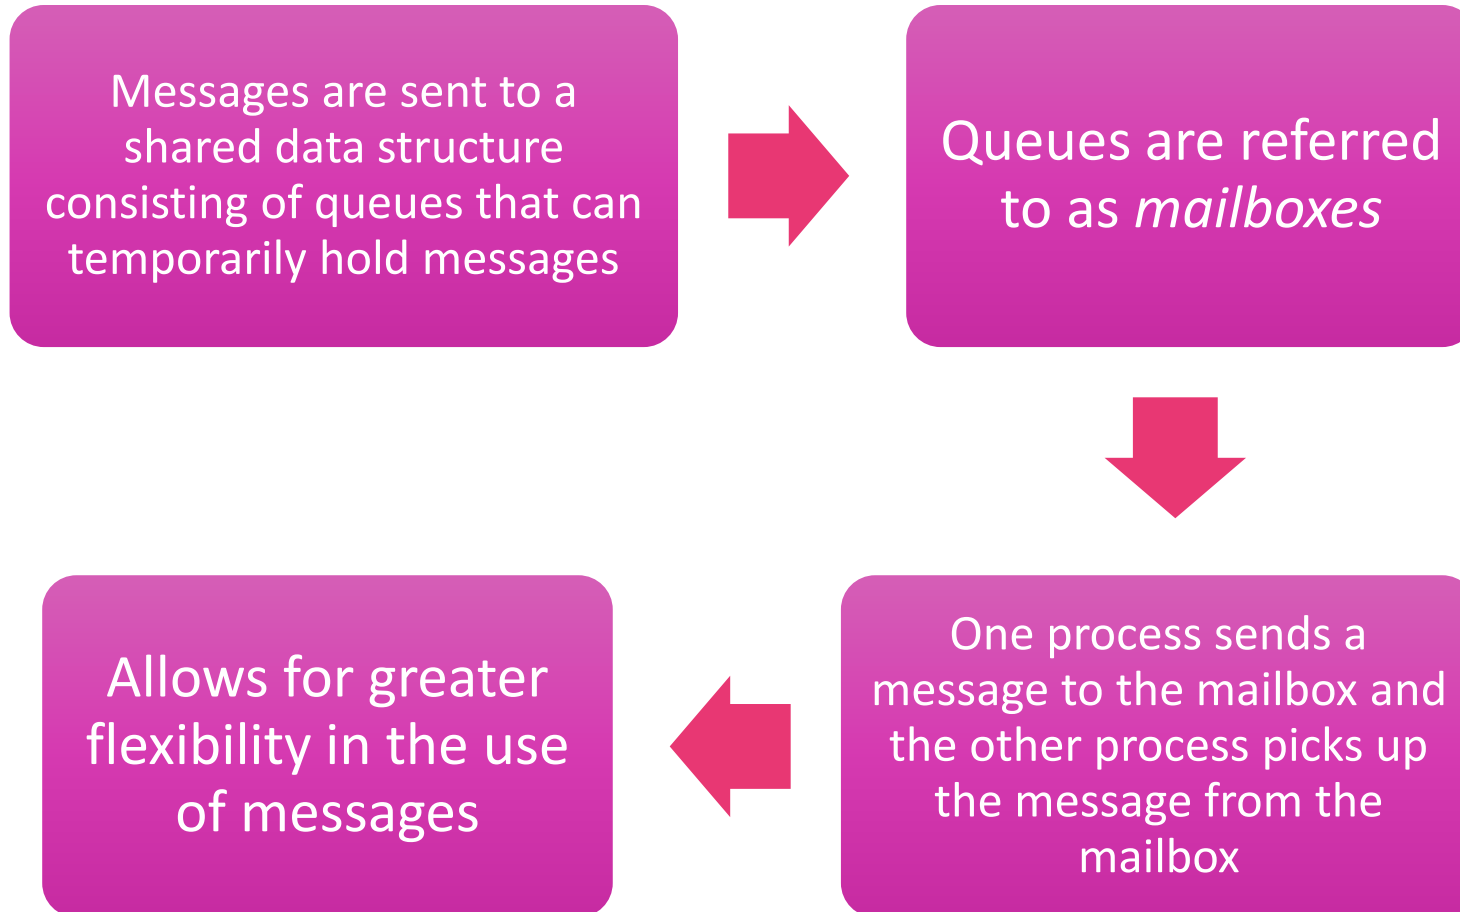 Messages are sent to a
shared data structure
consisting of queues that can
temporarily hold messages
Queues are referred
to as mailboxes
One process sends a
message to the mailbox and
the other process picks up
the message from the
mailbox
Allows for greater
flexibility in the use
of messages